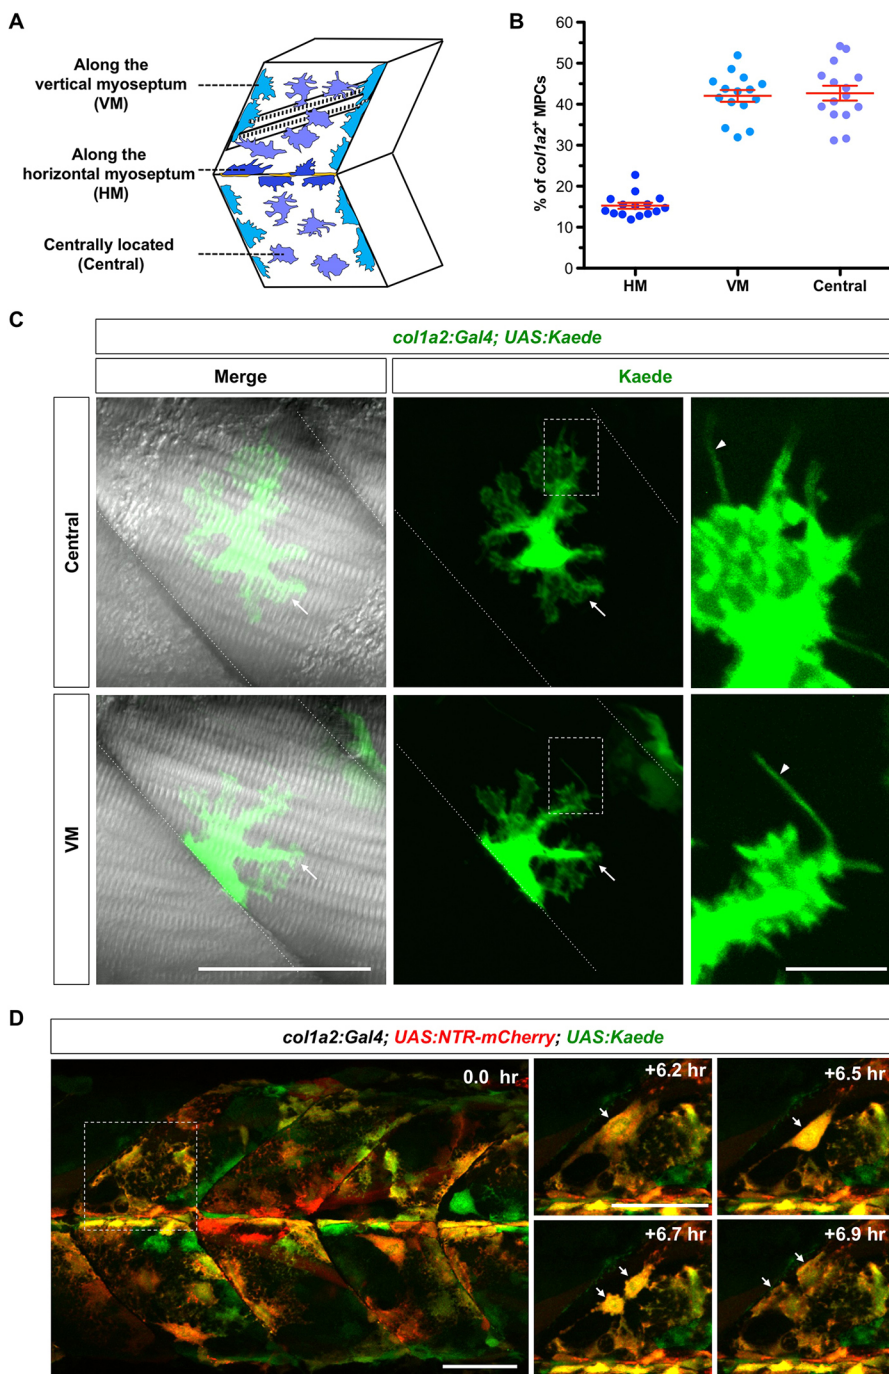 A
Along the
vertical myoseptum
(VM)
Along the
horizontal myoseptum
(HM)
Centrally located
(Central)
B
% of col1a2+ MPCs
60
50
40
30
20
10
0
HM
VM
Central
C
col1a2:Gal4; UAS:Kaede
Merge
Kaede
Central
VM
D
col1a2:Gal4; UAS:NTR-mCherry; UAS:Kaede
0.0 hr
+6.2 hr
+6.5 hr
+6.7 hr
+6.9 hr